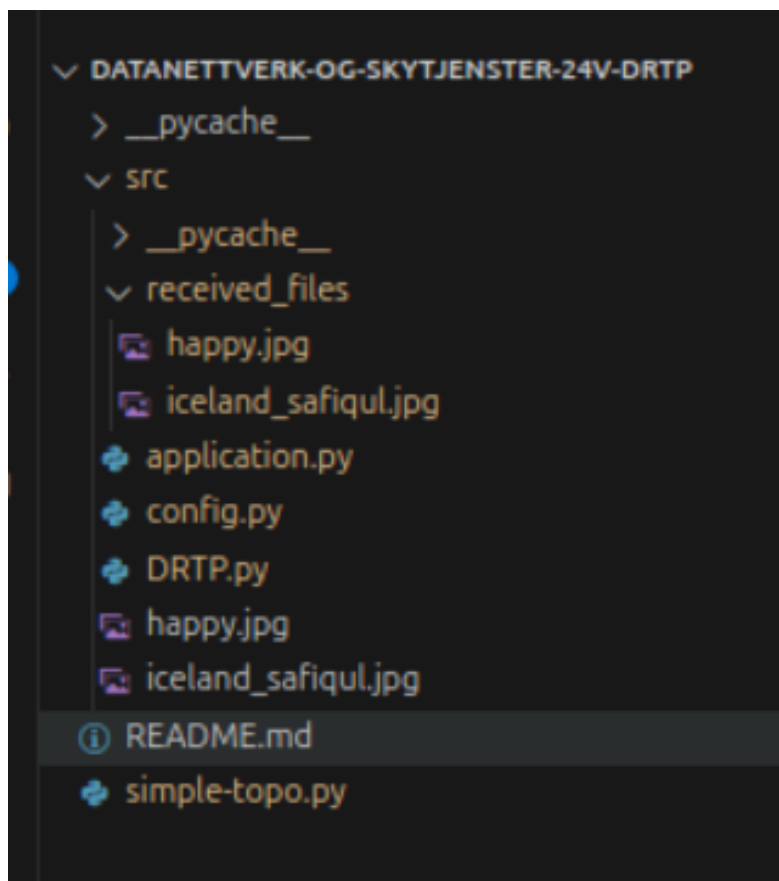 DATANETTVERK-OG-SKYTJENSTER-24V-DRTP
__pycache__
src
__pycache__
received_files
happy.jpg
iceland_safiqul.jpg
application.py
config.py
DRTP.py
happy.jpg
iceland_safiqul.jpg
README.md
simple-topo.py